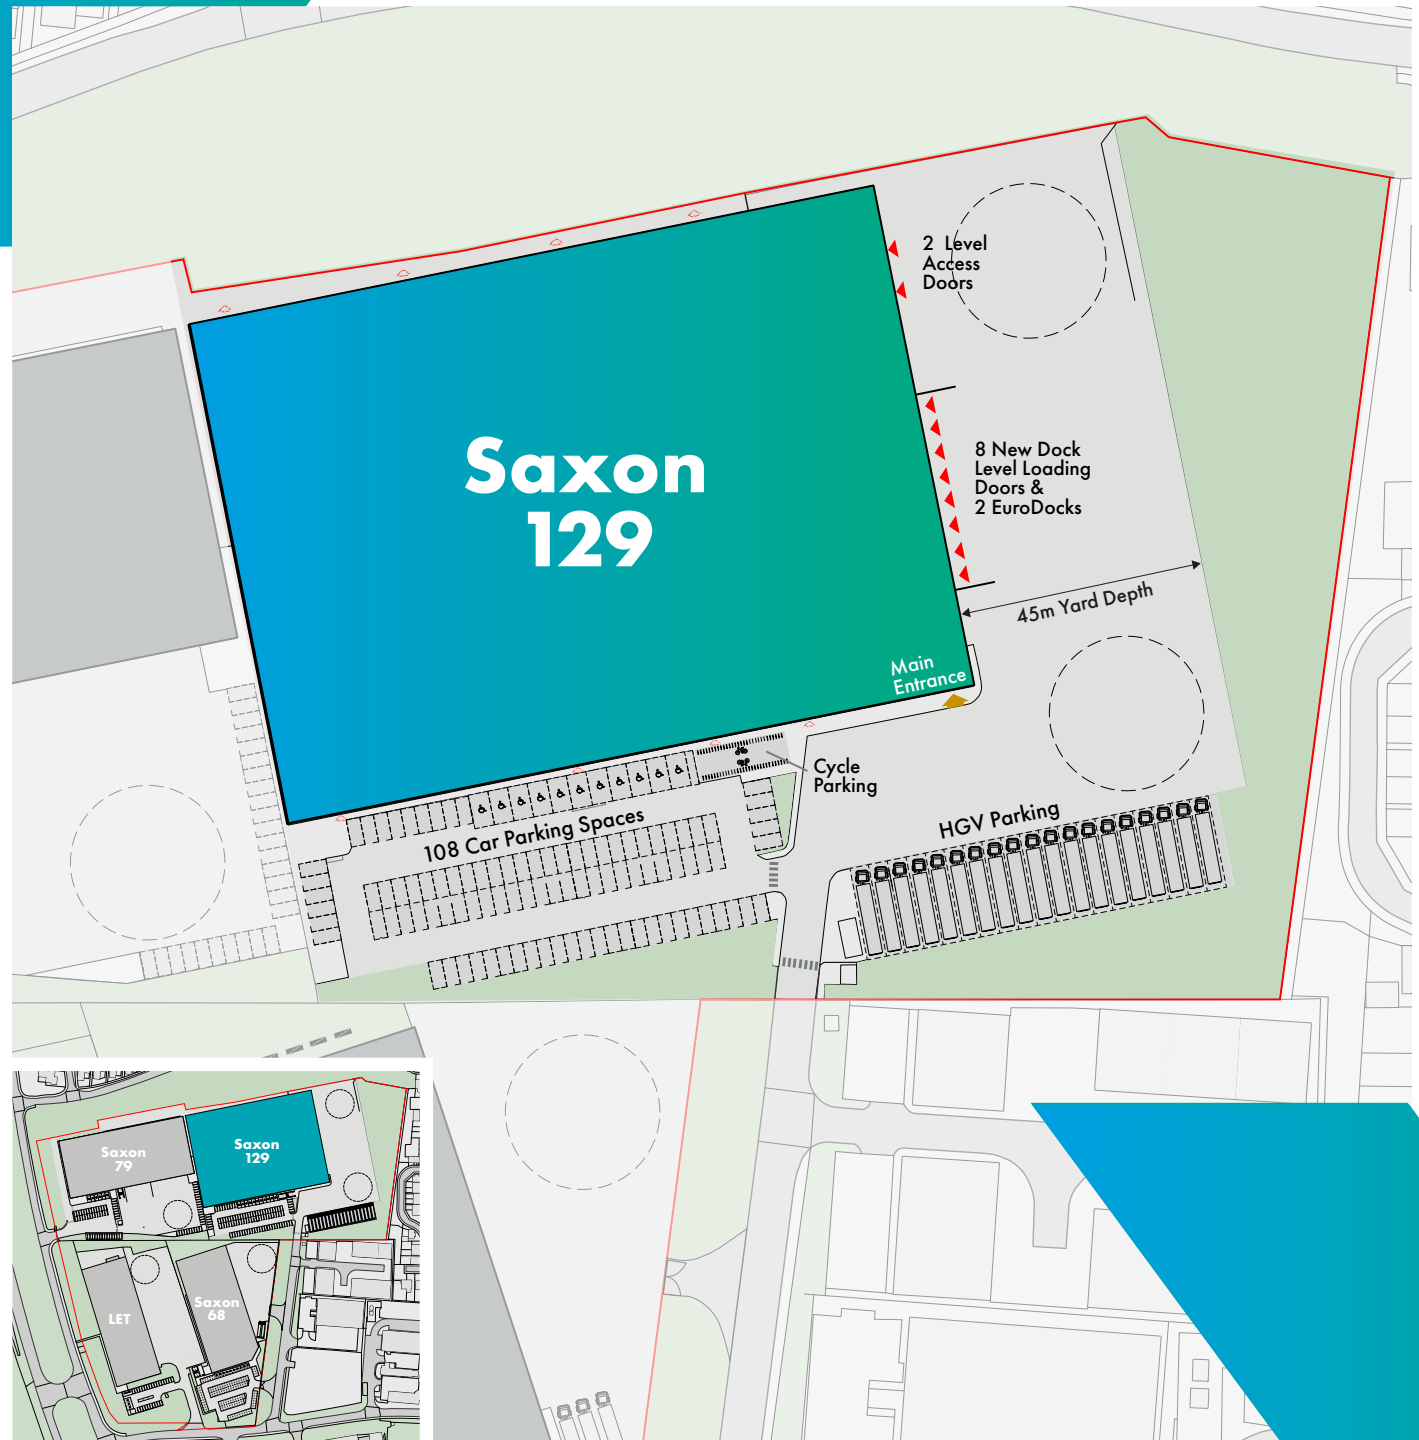 2 Level
Access
Doors
Saxon
129
8 New Dock
Level Loading
Doors &
2 EuroDocks
45m Yard Depth
Main
Entrance
Cycle
Parking
108 Car Parking Spaces
HGV Parking
Saxon
79
Saxon
129
LET
Saxon
68